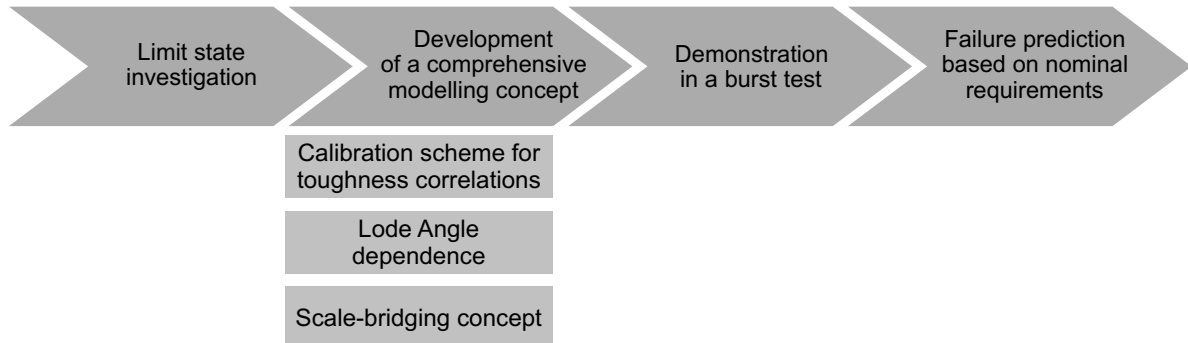 Limit state
investigation
Development
of a comprehensive
modelling concept
Demonstration
in a burst test
Failure prediction
based on nominal
requirements
Calibration scheme for
toughness correlations
Lode Angle
dependence
Scale-bridging concept